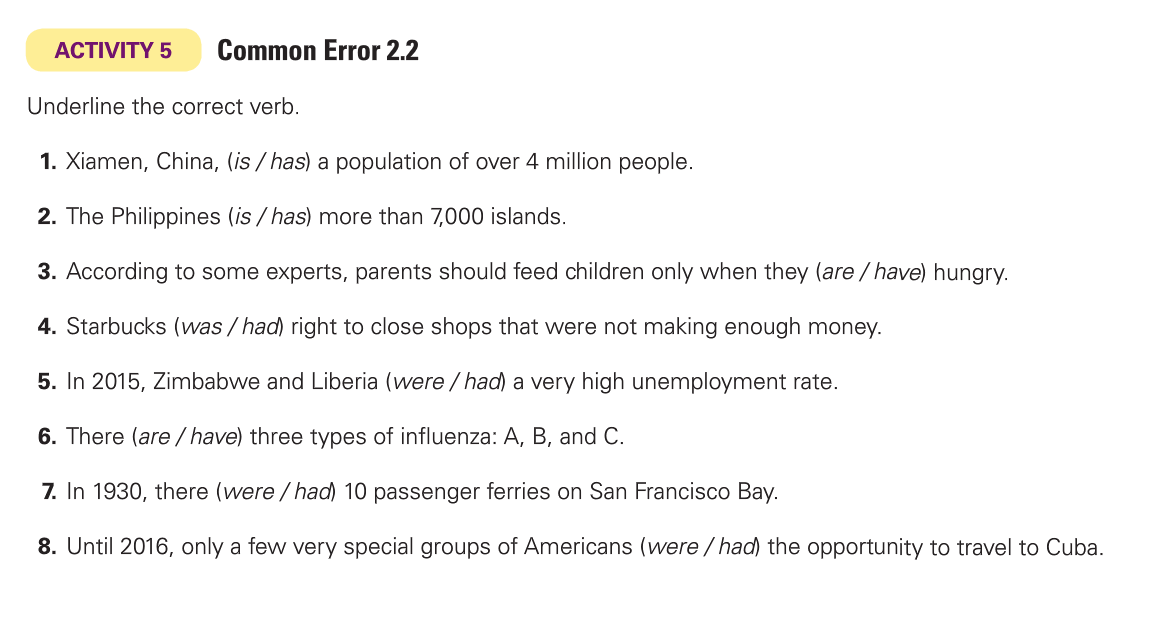 ACTIVITY 5 Common Error 2.2
Underline the correct verb.
1. Xiamen, China, (is / has) a population of over 4 million people.
2. The Philippines (is / has) more than 7,000 islands.
3. According to some experts, parents should feed children only when they (are / have) hungry.
4. Starbucks (was / had) right to close shops that were not making enough money.
5. In 2015, Zimbabwe and Liberia (were / had) a very high unemployment rate.
6. There (are / have) three types of influenza: A, B, and C.
7. In 1930, there (were / had) 10 passenger ferries on San Francisco Bay.
8. Until 2016, only a few very special groups of Americans (were / had) the opportunity to travel to Cuba.